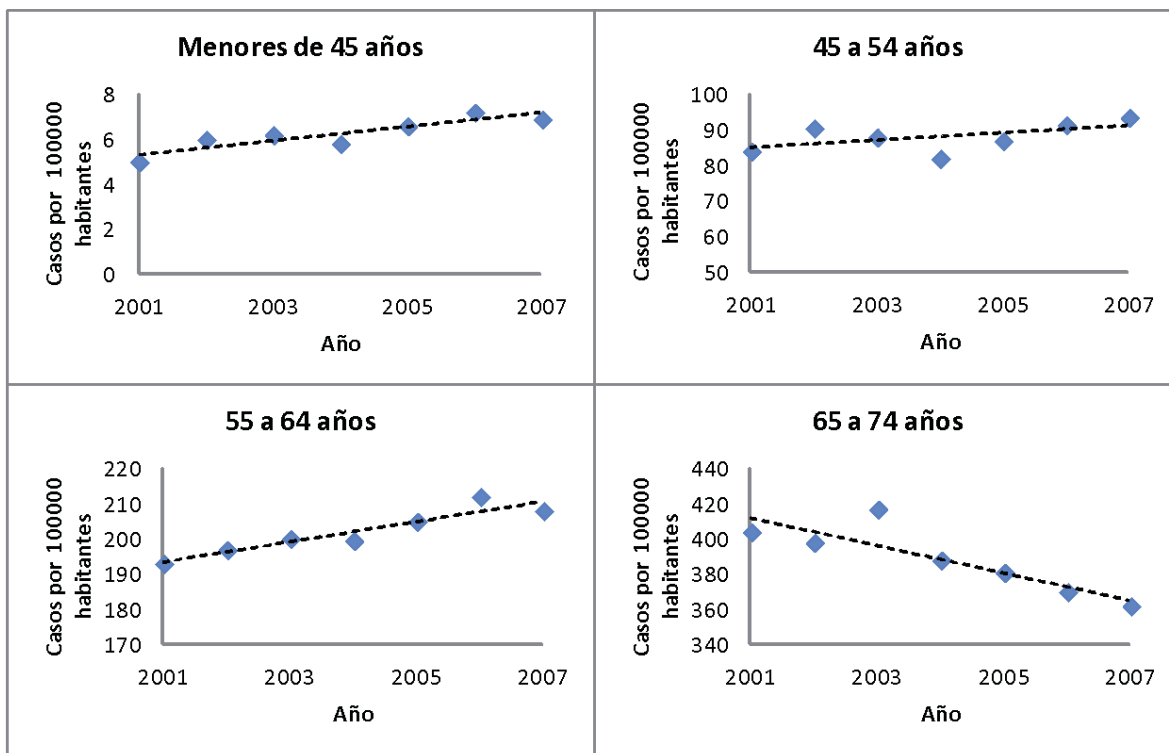 Menores de 45 años
Casos por 100000
habitantes
8
6
4
2
0
2001 2003 2005 2007
Año
45 a 54 años
Casos por 100000
habitantes
100
90
80
70
60
50
2001 2003 2005 2007
Año
55 a 64 años
Casos por 100000
habitantes
220
210
200
190
180
170
2001 2003 2005 2007
Año
65 a 74 años
Casos por 100000
habitantes
440
420
400
380
360
340
2001 2003 2005 2007
Año